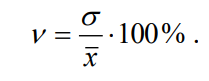 ν = σ / x̄ · 100% .